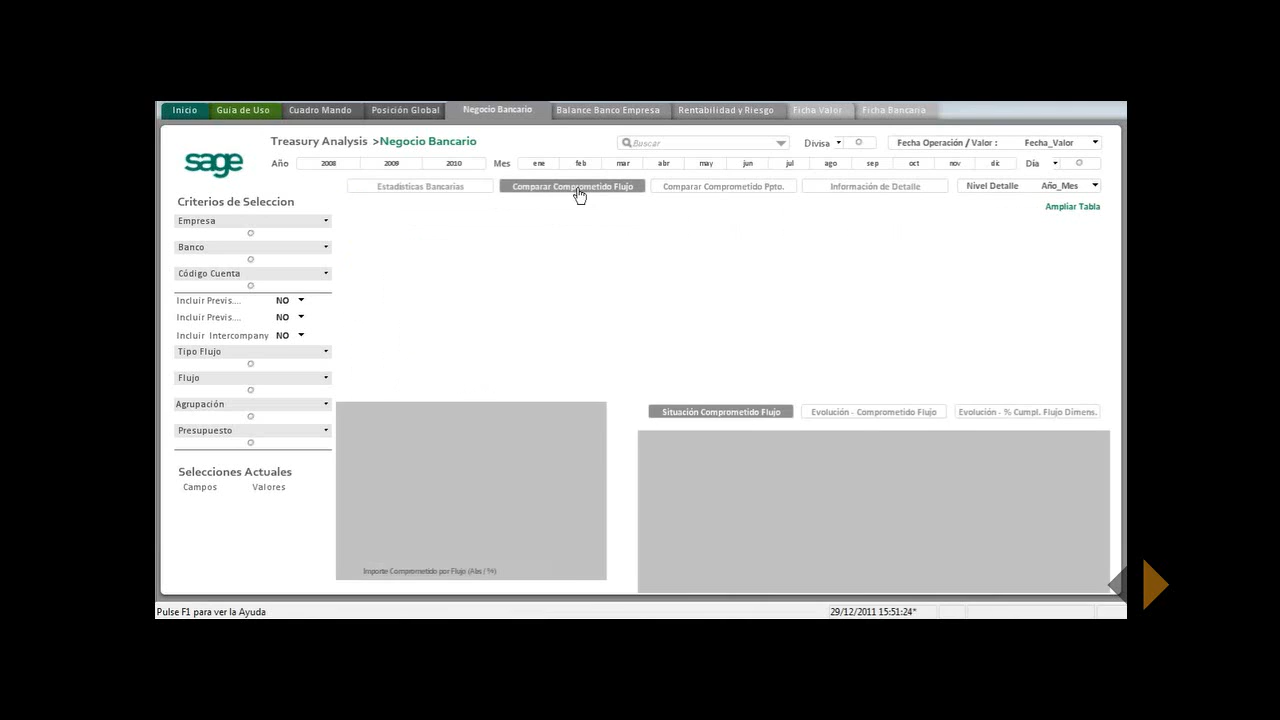 Inicio Guia de Uso Cuadro Mando Posición Global Negocio Bancario Balance Banco Empresa Rentabilidad y Riesgo Ficha Valor Ficha Bancaria
sage
Treasury Analysis >Negocio Bancario
Buscar
Divisa
Fecha Operación / Valor : Fecha_Valor
Año 2008 2009 2010 Mes ene feb mar abr may jun jul ago sep oct nov dic Día
Estadísticas Bancarias Comparar Comprometido Flujo Comparar Comprometido Ppto. Información de Detalle Nivel Detalle Año_Mes
Ampliar Tabla
Criterios de Seleccion
Empresa
Banco
Código Cuenta
Incluir Previs.... NO
Incluir Previs.... NO
Incluir Intercompany NO
Tipo Flujo
Flujo
Agrupación
Presupuesto
Selecciones Actuales
Campos Valores
Situación Comprometido Flujo Evolución - Comprometido Flujo Evolución - % Cumpl. Flujo Dimens.
Importe Comprometido por Flujo (Abs / %)
Pulse F1 para ver la Ayuda
29/12/2011 15:51:24*